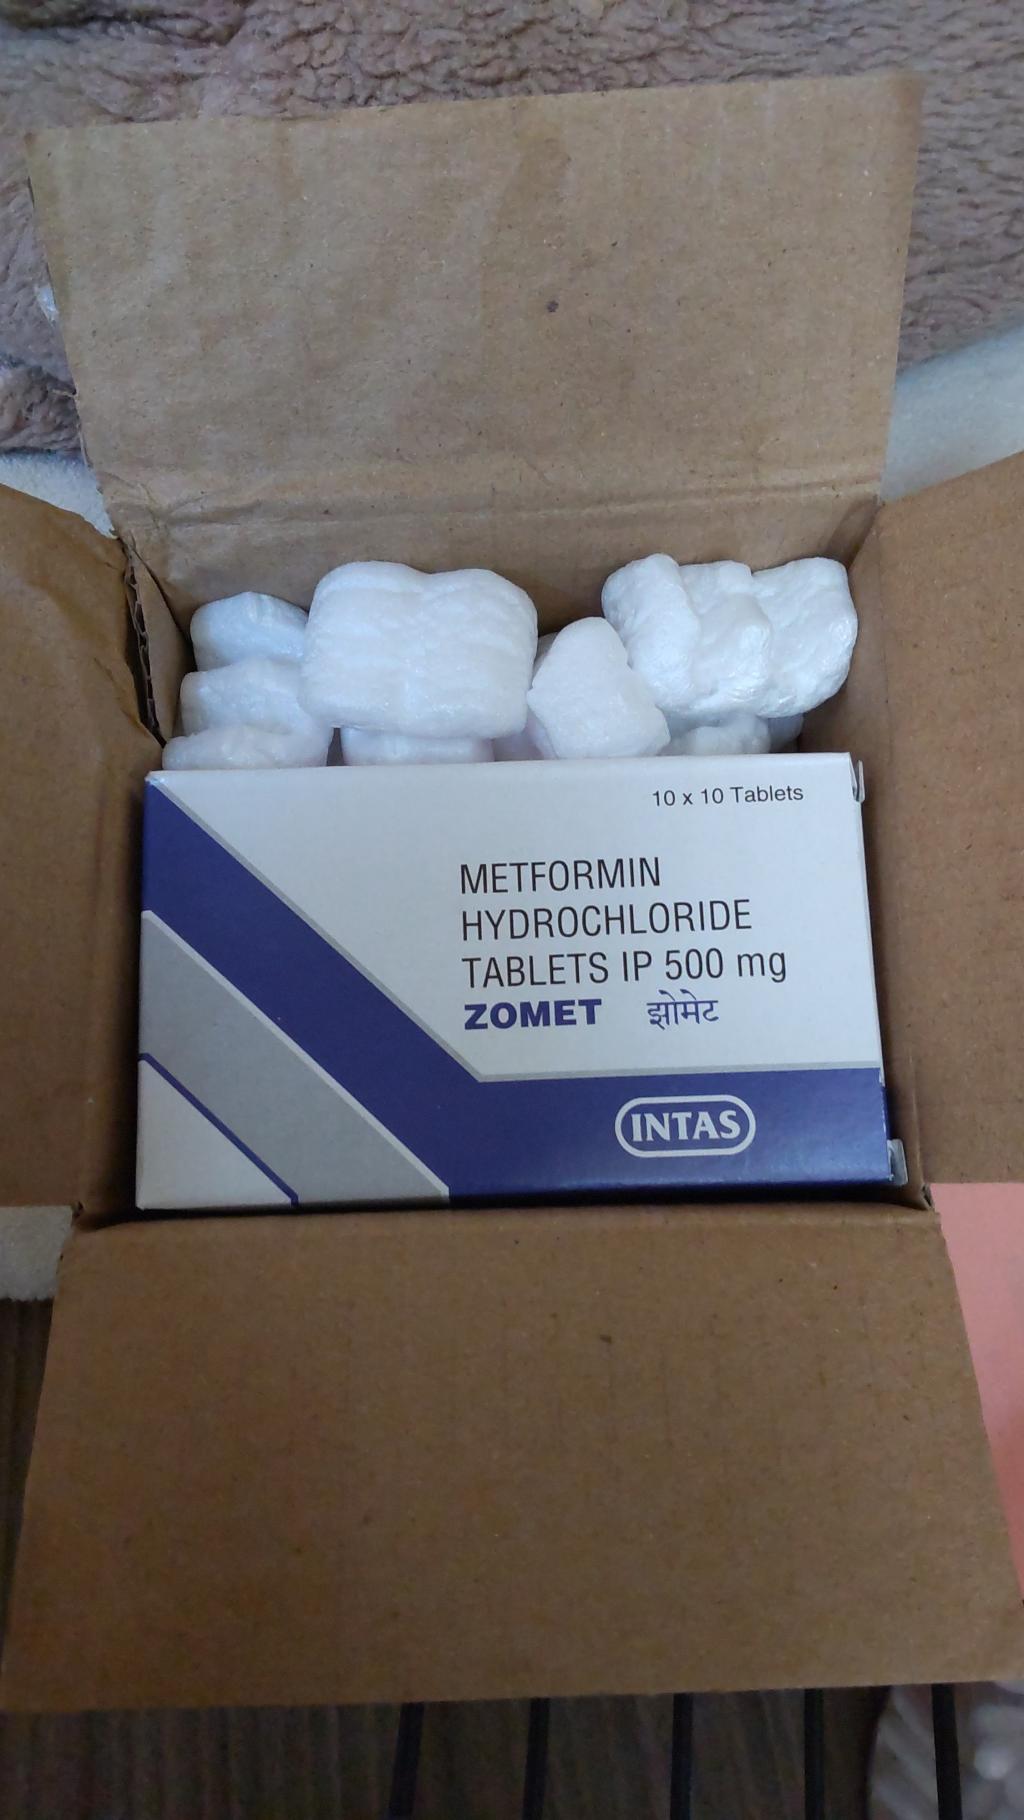 10 x 10 Tablets
METFORMIN
HYDROCHLORIDE
TABLETS IP 500 mg
ZOMET झोमेट
INTAS